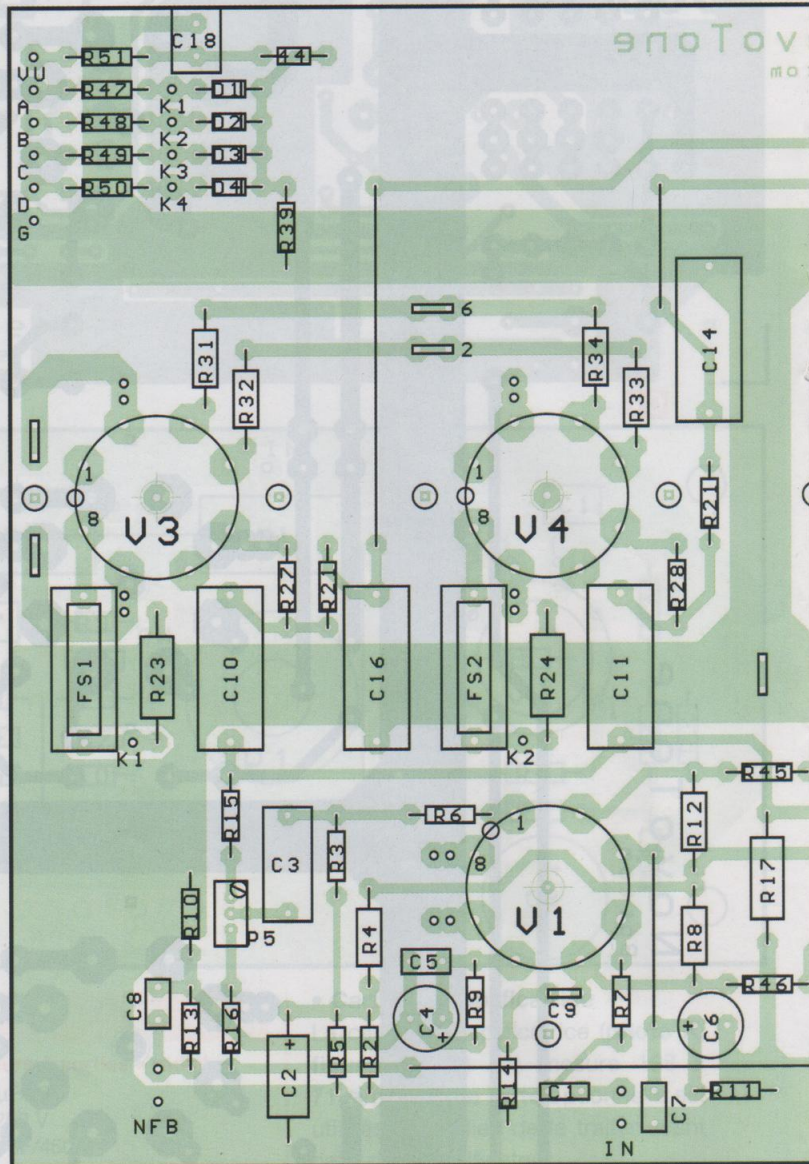 C18
44
voTone
om
R51
VU
R47
D1
A
K1
R48
D2
B
K2
R49
D3
C
K3
R50
D4
D
K4
G
R39
6
R31
R34
C14
2
R32
R33
1
1
8
8
V3
V4
R21
R27
R21
R28
FS1
R23
C10
C16
FS2
R24
C11
K1
K2
R45
R15
R6
R12
1
C3
R3
8
R17
R10
P5
R4
V1
R8
C5
R46
C8
R13
R16
C4
+
R9
C9
R7
+
C6
+
C2
R5
R2
R14
C1
C7
R11
NFB
IN